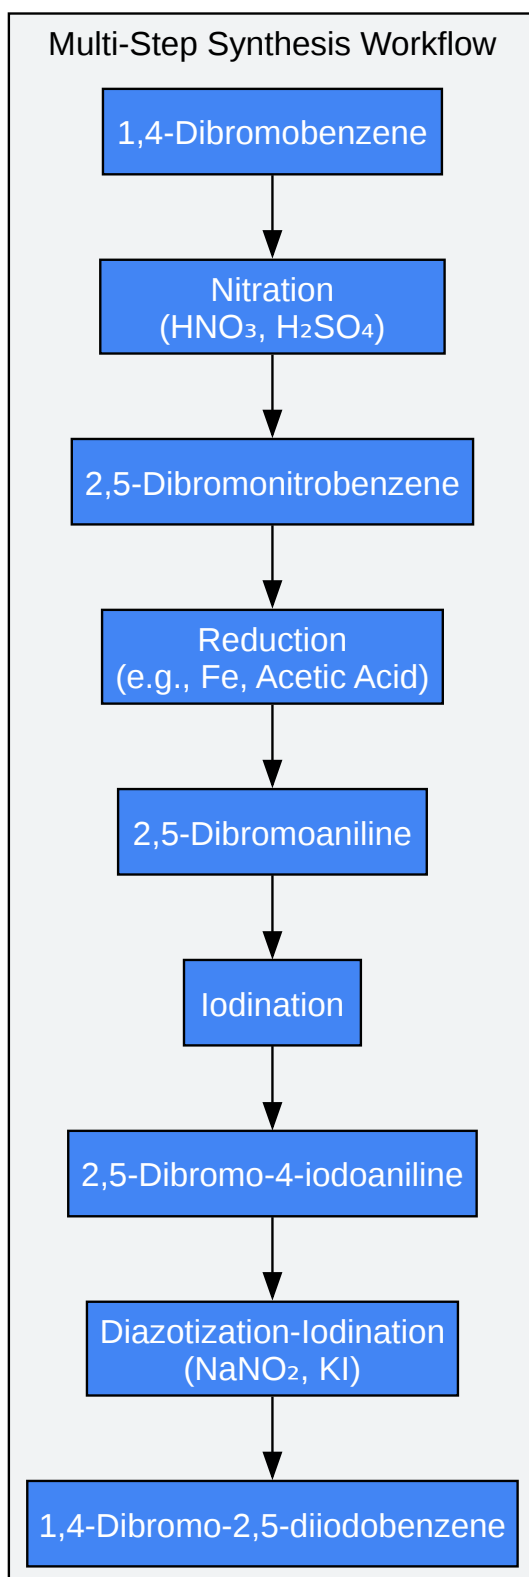 Multi-Step Synthesis Workflow
1,4-Dibromobenzene
Nitration
(HNO₃, H₂SO₄)
2,5-Dibromonitrobenzene
Reduction
(e.g., Fe, Acetic Acid)
2,5-Dibromoaniline
Iodination
2,5-Dibromo-4-iodoaniline
Diazotization-Iodination
(NaNO₂, KI)
1,4-Dibromo-2,5-diiodobenzene